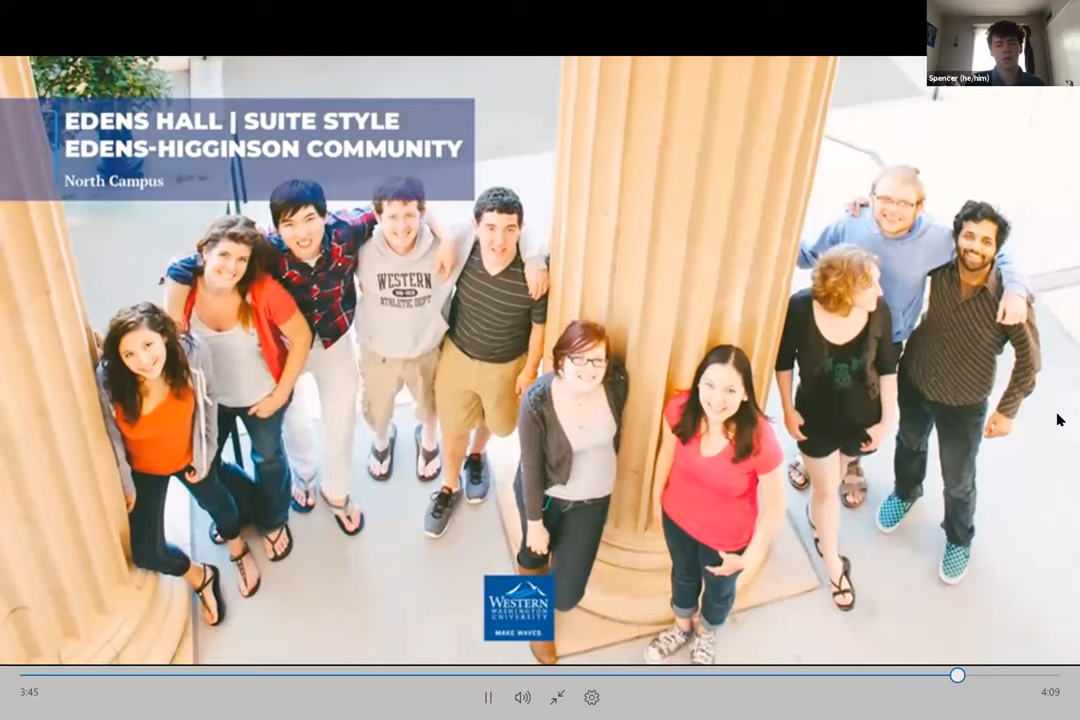 Spencer (he/him)
EDENS HALL | SUITE STYLE
EDENS-HIGGINSON COMMUNITY
North Campus
WESTERN
ATHLETIC DEPT
WESTERN
WASHINGTON
UNIVERSITY
MAKE WAVES.
3:45
4:09